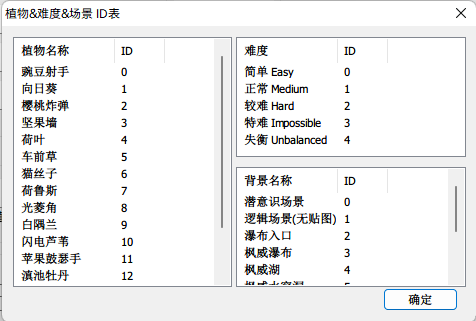 植物&难度&场景 ID表
植物名称 ID
豌豆射手 0
向日葵 1
樱桃炸弹 2
坚果墙 3
荷叶 4
车前草 5
猫丝子 6
荷鲁斯 7
光菱角 8
白隅兰 9
闪电芦苇 10
苹果鼓瑟手 11
滇池牡丹 12
难度 ID
简单 Easy 0
正常 Medium 1
较难 Hard 2
特难 Impossible 3
失衡 Unbalanced 4
背景名称 ID
潜意识场景 0
逻辑场景(无贴图) 1
瀑布入口 2
枫威瀑布 3
枫威湖 4
确定